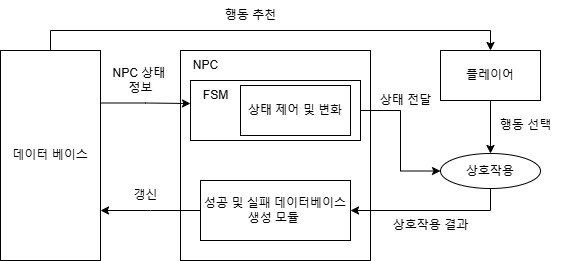 행동 추천
NPC 상태
정보
NPC
FSM
상태 제어 및 변화
상태 전달
플레이어
행동 선택
데이터 베이스
상호작용
갱신
성공 및 실패 데이터베이스
생성 모듈
상호작용 결과